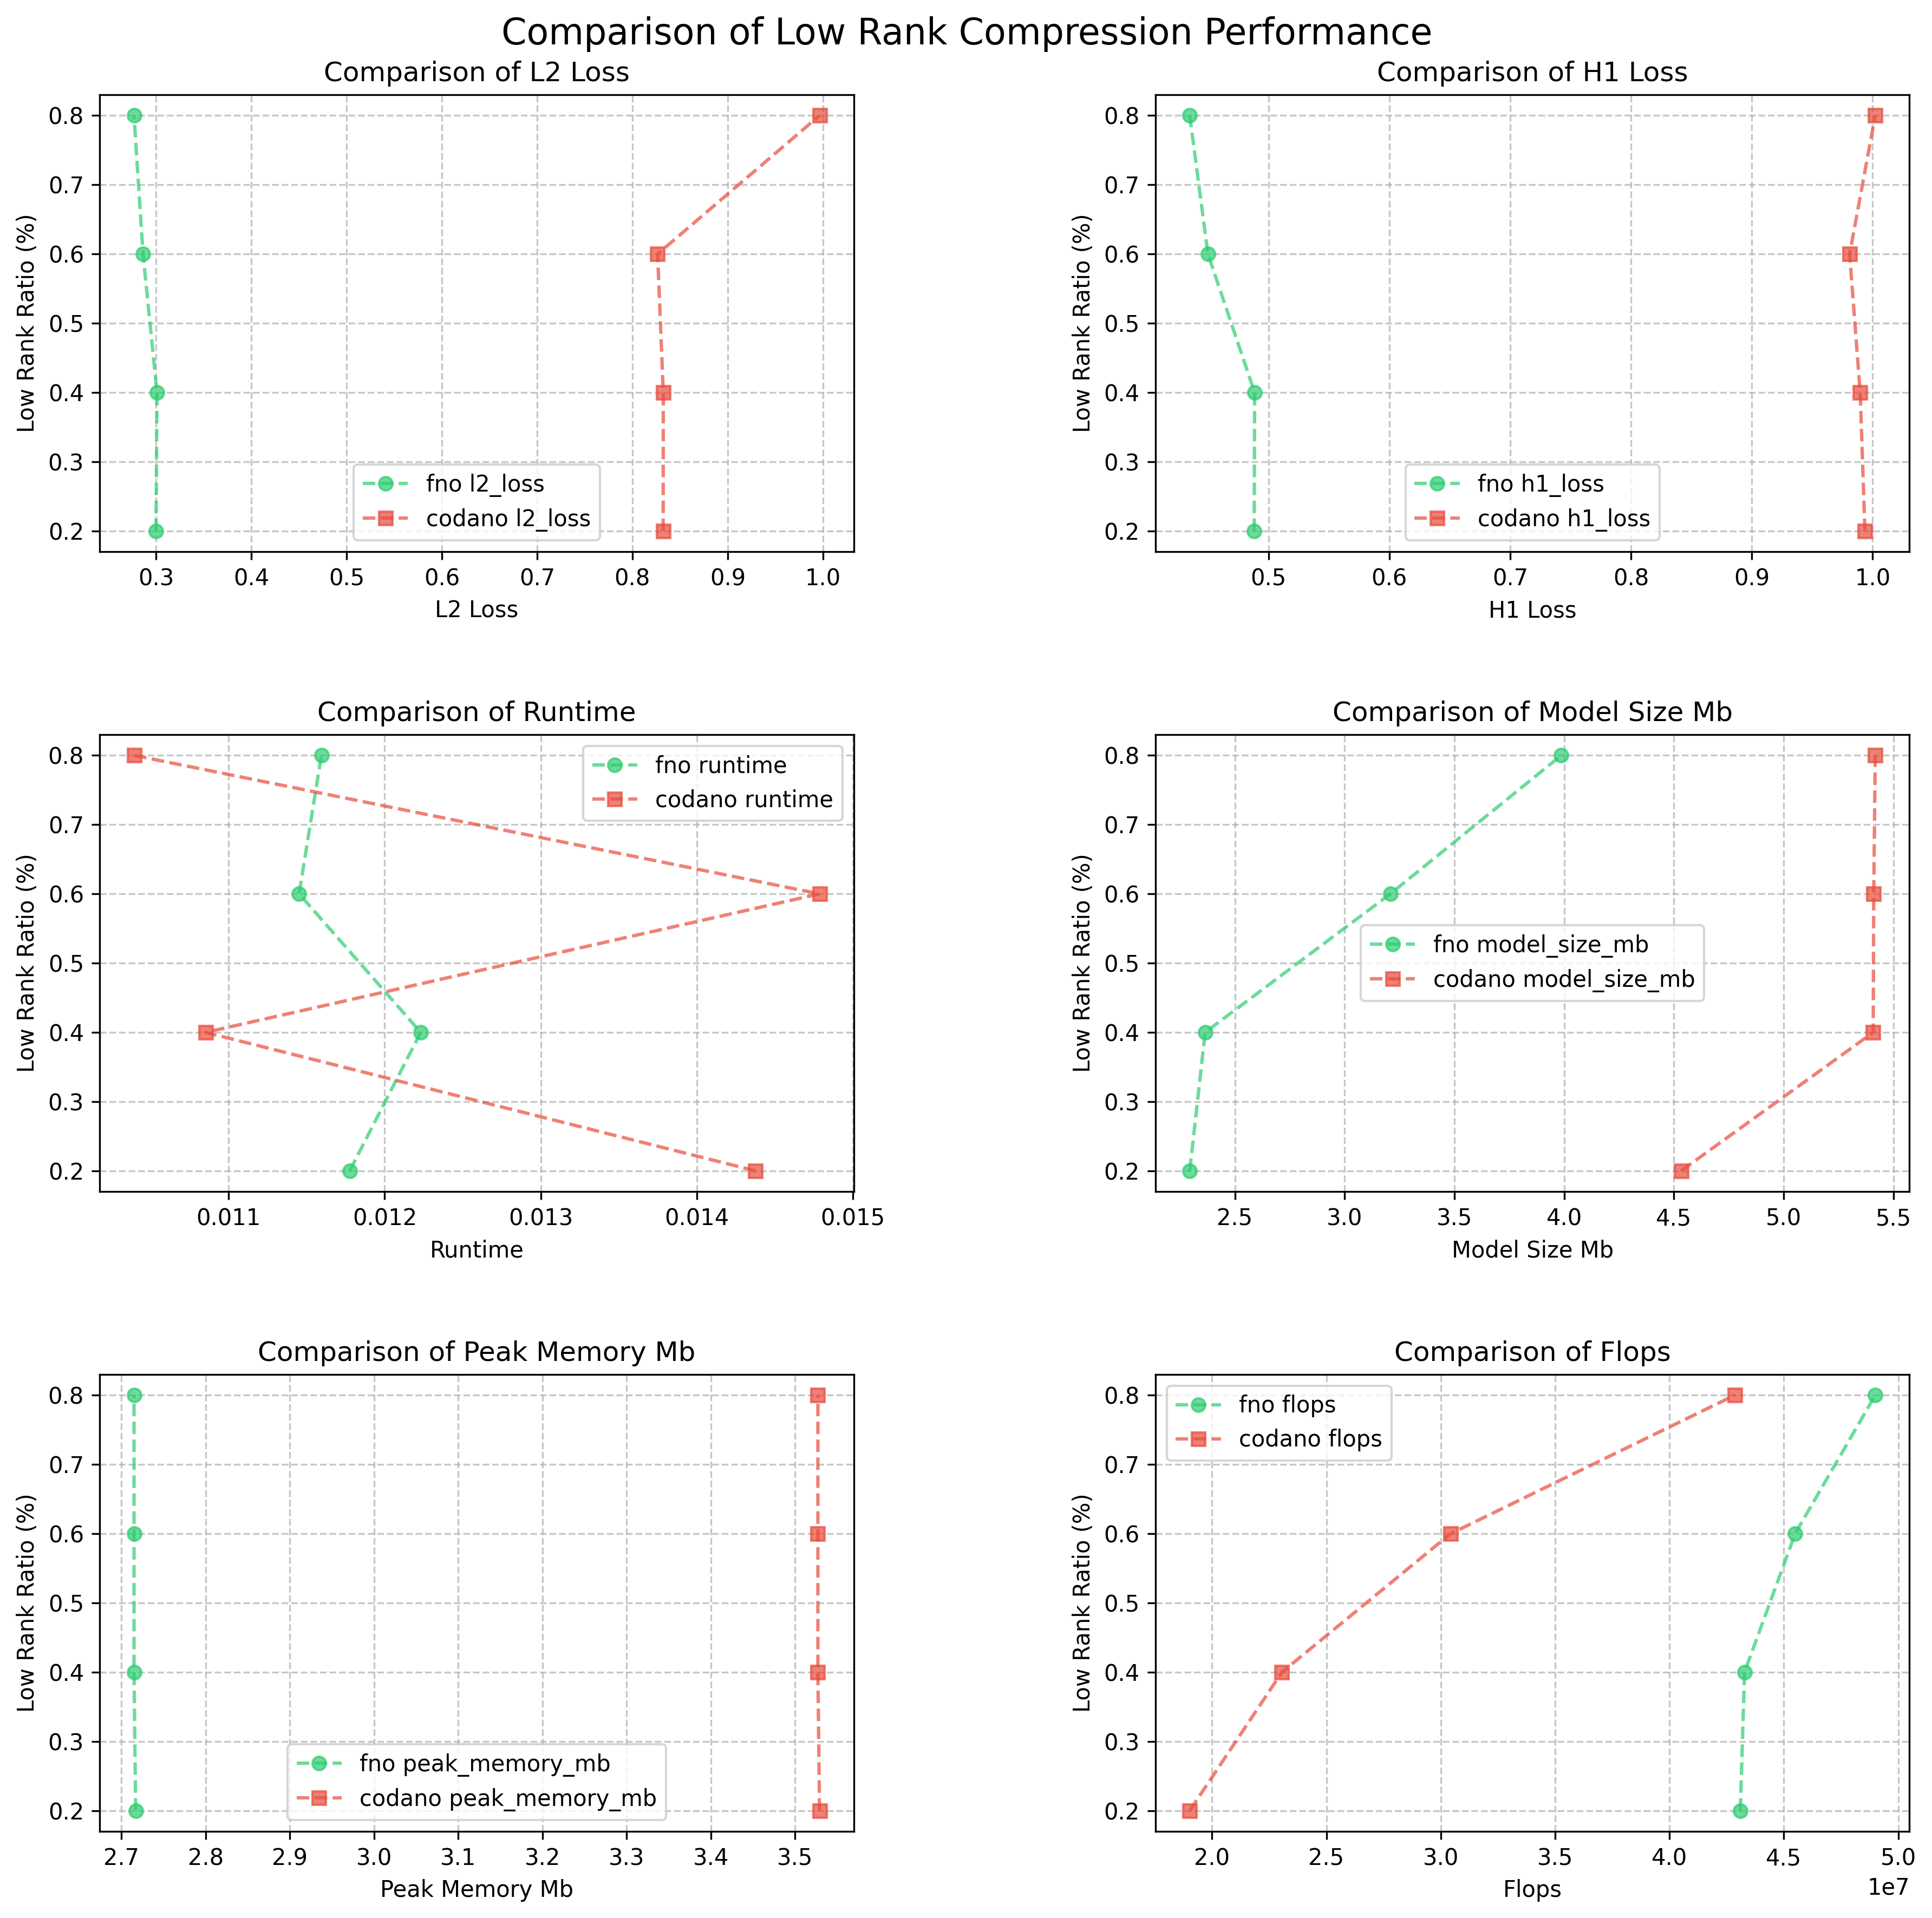 Comparison of Low Rank Compression Performance
Comparison of L2 Loss
Low Rank Ratio (%)
0.8
0.7
0.6
0.5
0.4
0.3
0.2
fno l2_loss
codano l2_loss
0.3 0.4 0.5 0.6 0.7 0.8 0.9 1.0
L2 Loss
Comparison of H1 Loss
Low Rank Ratio (%)
0.8
0.7
0.6
0.5
0.4
0.3
0.2
fno h1_loss
codano h1_loss
0.5 0.6 0.7 0.8 0.9 1.0
H1 Loss
Comparison of Runtime
Low Rank Ratio (%)
0.8
0.7
0.6
0.5
0.4
0.3
0.2
fno runtime
codano runtime
0.011 0.012 0.013 0.014 0.015
Runtime
Comparison of Model Size Mb
Low Rank Ratio (%)
0.8
0.7
0.6
0.5
0.4
0.3
0.2
fno model_size_mb
codano model_size_mb
2.5 3.0 3.5 4.0 4.5 5.0 5.5
Model Size Mb
Comparison of Peak Memory Mb
Low Rank Ratio (%)
0.8
0.7
0.6
0.5
0.4
0.3
0.2
fno peak_memory_mb
codano peak_memory_mb
2.7 2.8 2.9 3.0 3.1 3.2 3.3 3.4 3.5
Peak Memory Mb
Comparison of Flops
Low Rank Ratio (%)
0.8
0.7
0.6
0.5
0.4
0.3
0.2
fno flops
codano flops
2.0 2.5 3.0 3.5 4.0 4.5 5.0
1e7
Flops